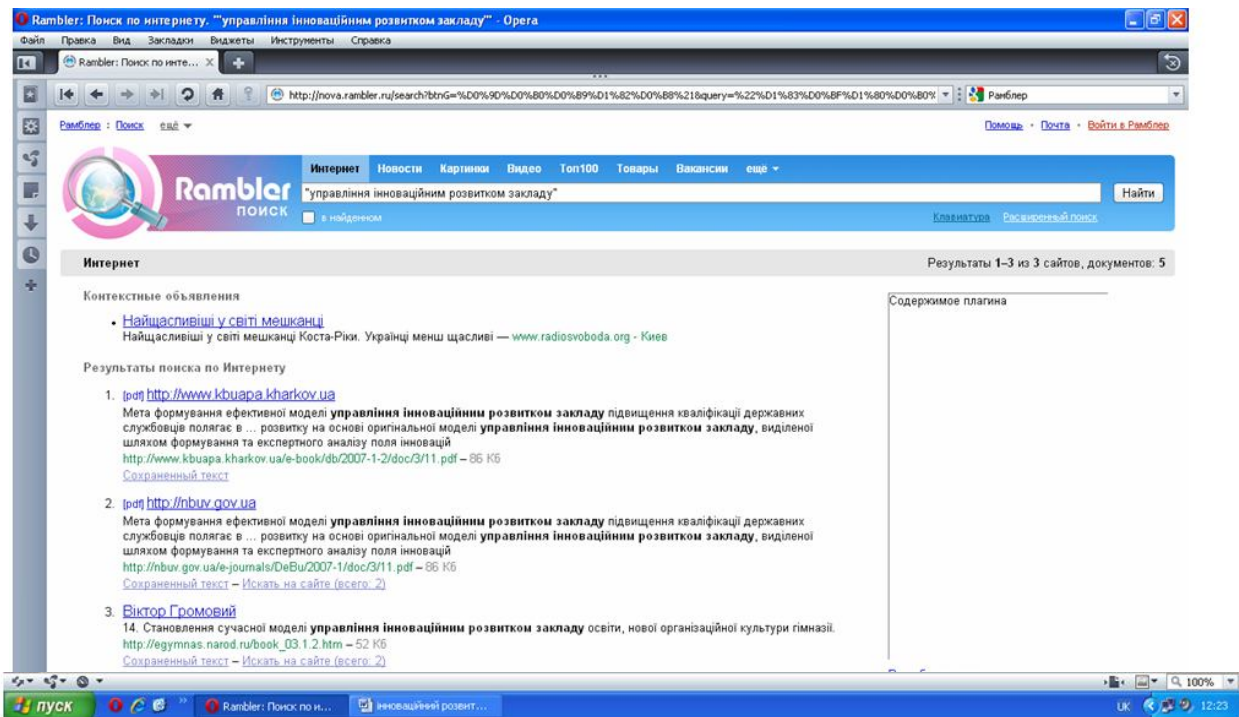 Rambler: Поиск по интернету. "'управління інноваційним розвитком закладу'" - Opera
Файл Правка Вид Закладки Виджеты Инструменты Справка
Rambler: Поиск по инте...
http://nova.rambler.ru/search?btnG=%D0%9D%D0%B0%D0%B9%D1%82%D0%B8%21&query=%22%D1%83%D0%BF%D1%80%D0%B0% Рамблер
Рамблер : Поиск ещё Помощь · Почта · Войти в Рамблер
Интернет Новости Картинки Видео Топ100 Товары Вакансии ещё
Rambler
ПОИСК
"управління інноваційним розвитком закладу" Найти
в найденном Клавиатура Расширенный поиск
Интернет Результаты 1–3 из 3 сайтов, документов: 5
Контекстные объявления
Содержимое плагина
• Найщасливіші у світі мешканці
Найщасливіші у світі мешканці Коста-Ріки. Українці менш щасливі — www.radiosvoboda.org - Киев
Результаты поиска по Интернету
1. [pdf] http://www.kbuapa.kharkov.ua
Мета формування ефективної моделі управління інноваційним розвитком закладу підвищення кваліфікації державних
службовців полягає в ... розвитку на основі оригінальної моделі управління інноваційним розвитком закладу, виділеної
шляхом формування та експертного аналізу поля інновацій
http://www.kbuapa.kharkov.ua/e-book/db/2007-1-2/doc/3/11.pdf – 86 Кб
Сохраненный текст
2. [pdf] http://nbuv.gov.ua
Мета формування ефективної моделі управління інноваційним розвитком закладу підвищення кваліфікації державних
службовців полягає в ... розвитку на основі оригінальної моделі управління інноваційним розвитком закладу, виділеної
шляхом формування та експертного аналізу поля інновацій
http://nbuv.gov.ua/e-journals/DeBu/2007-1/doc/3/11.pdf – 86 Кб
Сохраненный текст – Искать на сайте (всего: 2)
3. Віктор Громовий
14. Становлення сучасної моделі управління інноваційним розвитком закладу освіти, нової організаційної культури гімназії.
http://egymnas.narod.ru/book_03.1.2.htm – 52 Кб
Сохраненный текст – Искать на сайте (всего: 2)
100%
пуск Rambler: Поиск по и... інноваційний розвит... UK 12:23